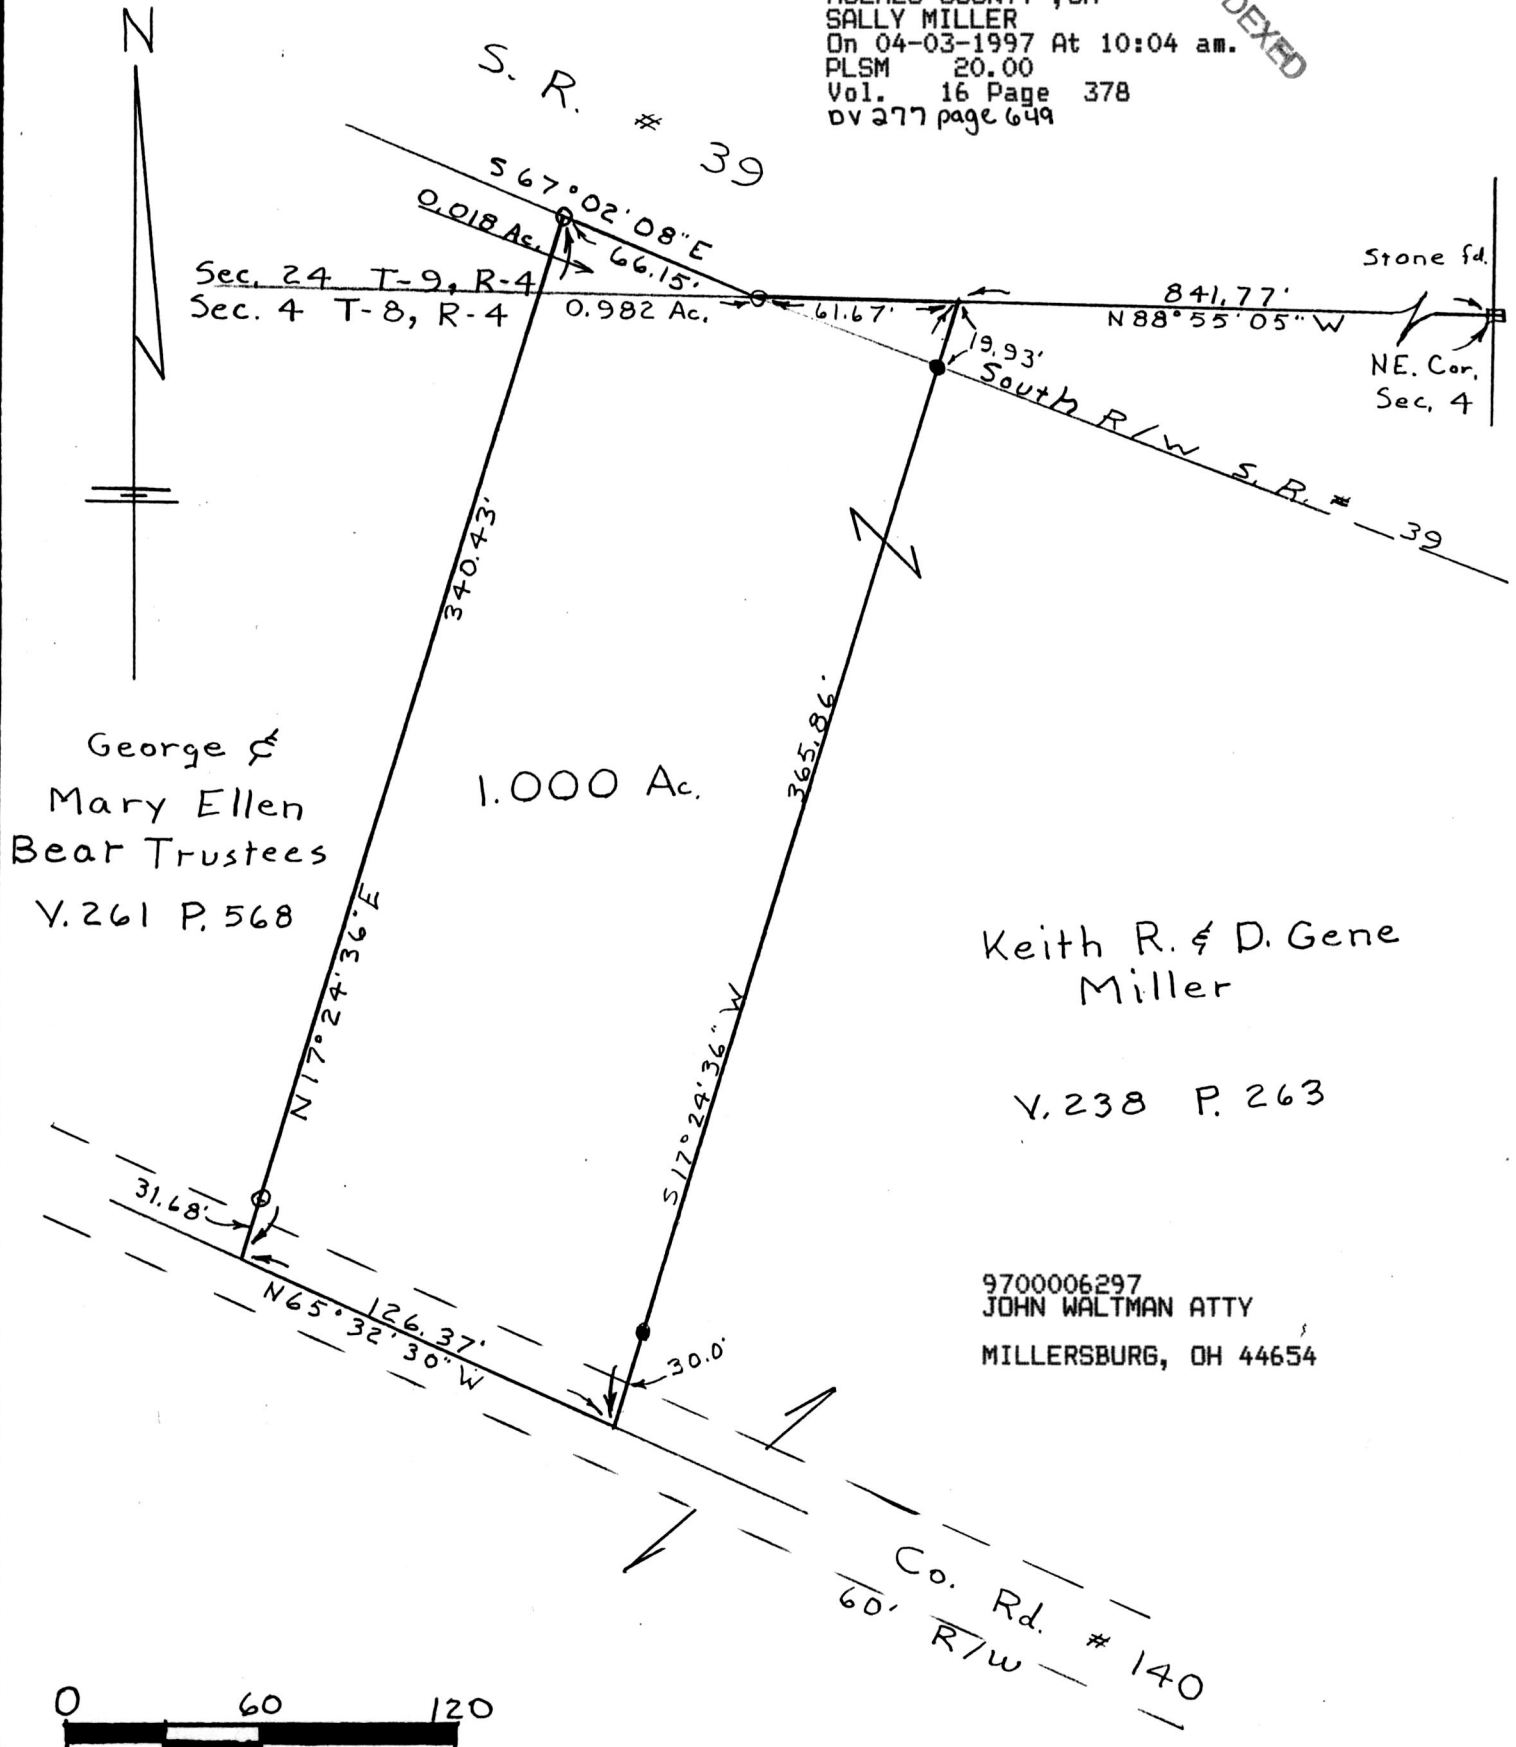 N
SALLY MILLER
On 04-03-1997 At 10:04 am.
PLSM 20.00
Vol. 16 Page 378
DV 277 page 649
S. R. # 39
S 67°02'08"E
0.018 Ac.
66.15'
Sec. 24 T-9, R-4
Sec. 4 T-8, R-4
0.982 Ac.
61.67'
841.77'
N 88°55'05" W
Stone fd.
NE. Cor.
Sec. 4
19.93'
South R/W S.R. # 39
340.43'
N 17°24'36"E
365.86'
S 17°24'36" W
1.000 Ac.
George &
Mary Ellen
Bear Trustees
V. 261 P. 568
Keith R. & D. Gene
Miller
V. 238 P. 263
31.68'
126.37'
N65°32'30" W
30.0'
9700006297
JOHN WALTMAN ATTY
MILLERSBURG, OH 44654
Co. Rd. # 140
60' R/W
0 60 120